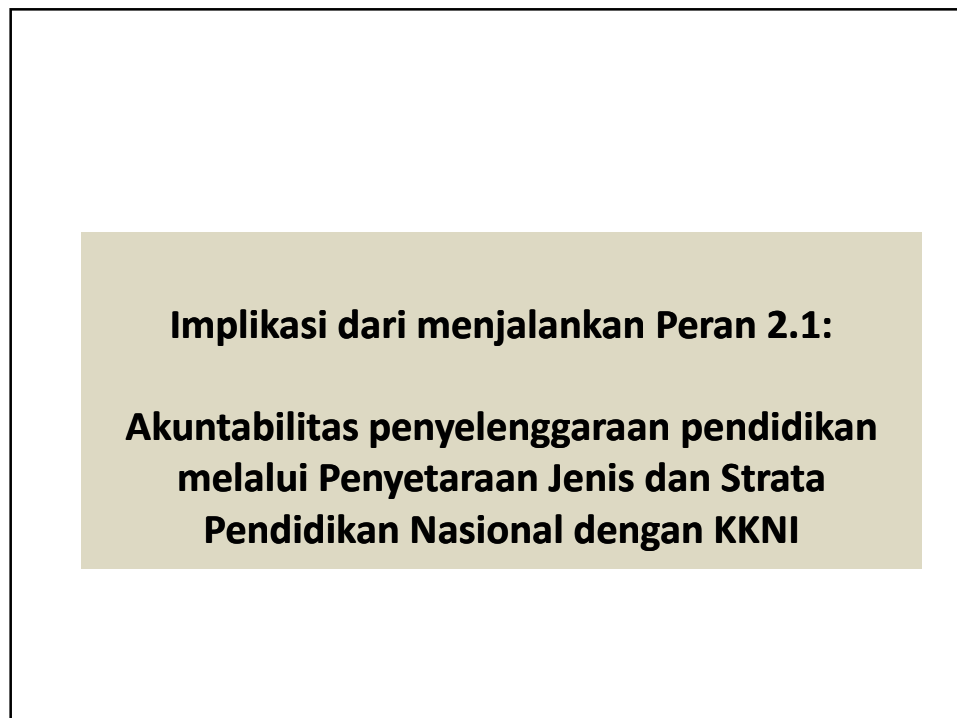 Implikasi dari menjalankan Peran 2.1:
Akuntabilitas penyelenggaraan pendidikan
melalui Penyetaraan Jenis dan Strata
Pendidikan Nasional dengan KKNI